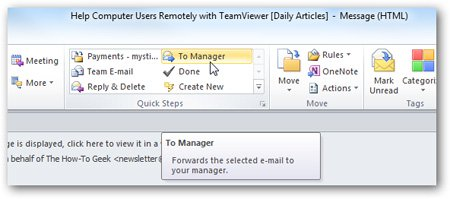 Help Computer Users Remotely with TeamViewer [Daily Articles] - Message (HTML)
Meeting
More
Payments - mysti...
To Manager
Team E-mail
Done
Reply & Delete
Create New
Quick Steps
Move
Rules
OneNote
Actions
Move
Mark
Unread
Categoriz
Tags
ge is displayed, click here to view it in a
n behalf of The How-To Geek <newsletter@
To Manager
Forwards the selected e-mail to
your manager.